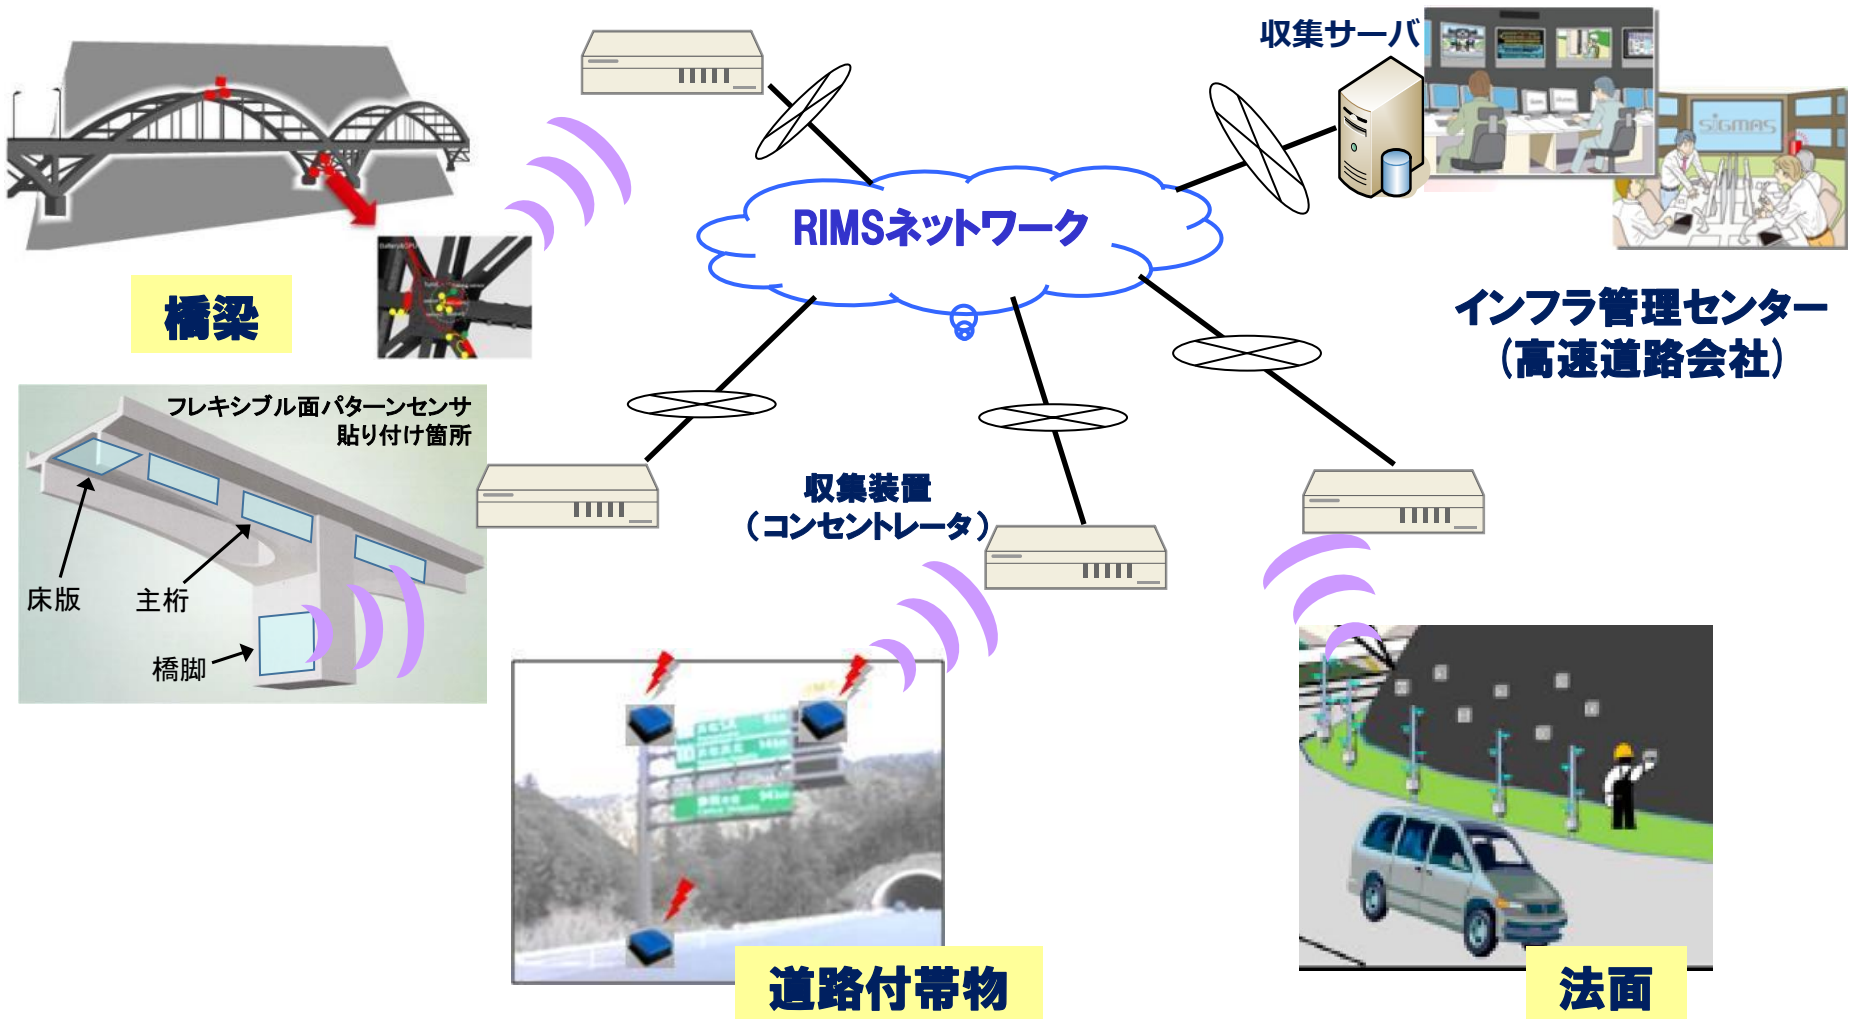 収集サーバ
SIGMAS
RIMSネットワーク
インフラ管理センター
(高速道路会社)
橋梁
フレキシブル面パターンセンサ
貼り付け箇所
床版
主桁
橋脚
収集装置
(コンセントレータ)
道路付帯物
法面